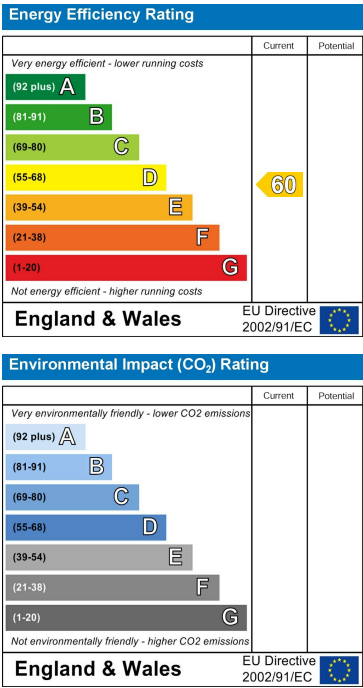 Energy Efficiency Rating
Current Potential
Very energy efficient - lower running costs
(92 plus) A
(81-91) B
(69-80) C
(55-68) D
60
(39-54) E
(21-38) F
(1-20) G
Not energy efficient - higher running costs
England & Wales
EU Directive
2002/91/EC
Environmental Impact (CO₂) Rating
Current Potential
Very environmentally friendly - lower CO2 emissions
(92 plus) A
(81-91) B
(69-80) C
(55-68) D
(39-54) E
(21-38) F
(1-20) G
Not environmentally friendly - higher CO2 emissions
England & Wales
EU Directive
2002/91/EC